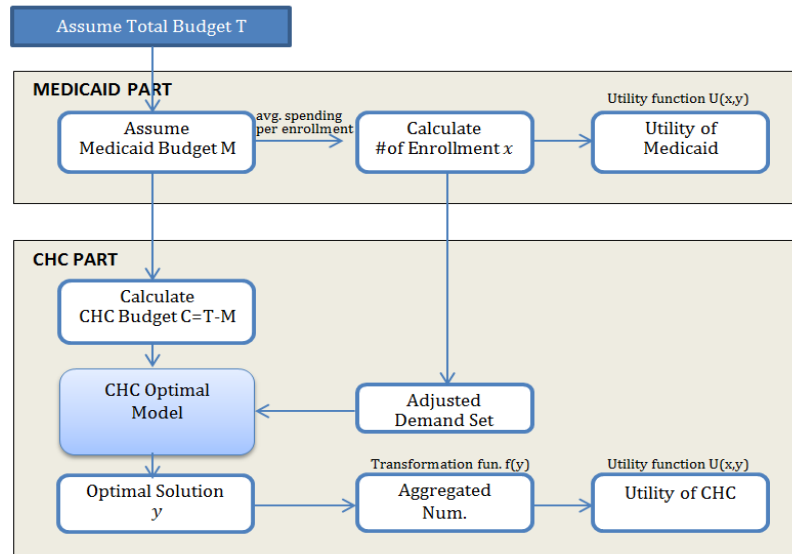 Assume Total Budget T
MEDICAID PART
avg. spending
per enrollment
Utility function U(x,y)
Assume
Medicaid Budget M
Calculate
#of Enrollment x
Utility of
Medicaid
CHC PART
Calculate
CHC Budget C=T-M
CHC Optimal
Model
Adjusted
Demand Set
Transformation fun. f(y)
Utility function U(x,y)
Optimal Solution
y
Aggregated
Num.
Utility of CHC